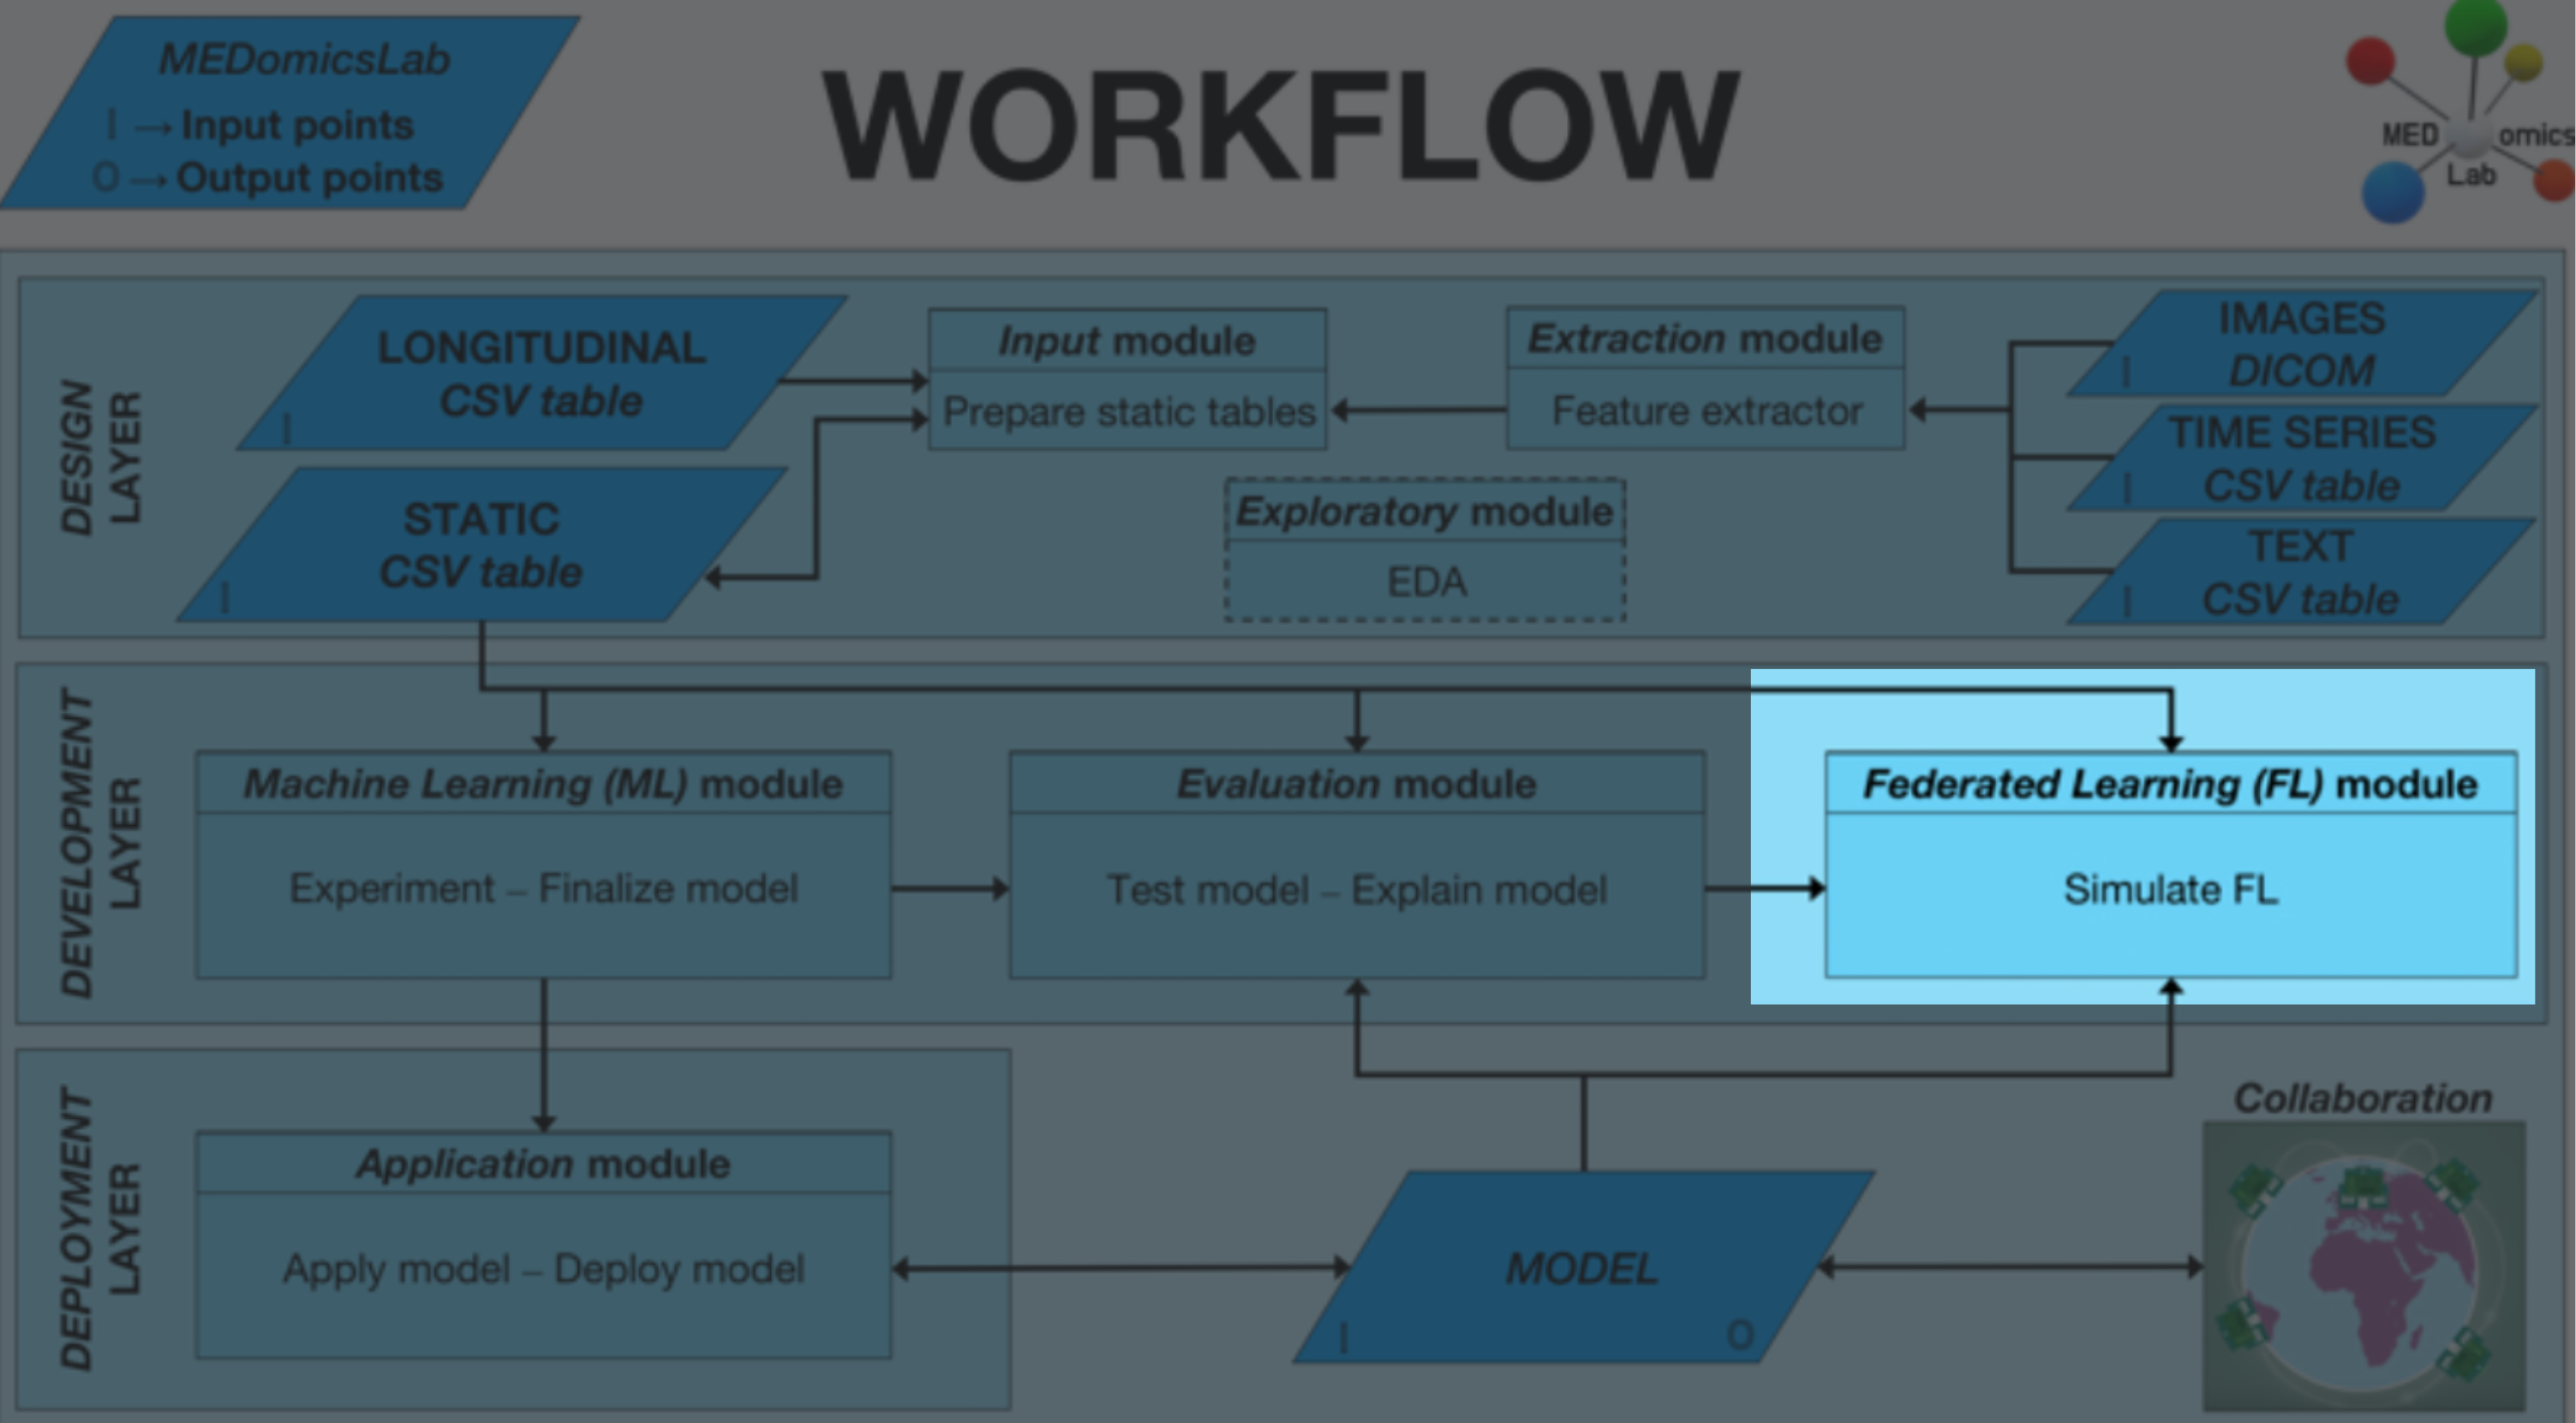 MEDomicsLab
I → Input points
O → Output points
WORKFLOW
MED omics
Lab
DESIGN
LAYER
LONGITUDINAL
CSV table
I
STATIC
CSV table
I
Input module
Prepare static tables
Extraction module
Feature extractor
Exploratory module
EDA
IMAGES
DICOM
I
TIME SERIES
CSV table
I
TEXT
CSV table
I
DEVELOPMENT
LAYER
Machine Learning (ML) module
Experiment – Finalize model
Evaluation module
Test model – Explain model
Federated Learning (FL) module
Simulate FL
DEPLOYMENT
LAYER
Application module
Apply model – Deploy model
MODEL
I O
Collaboration